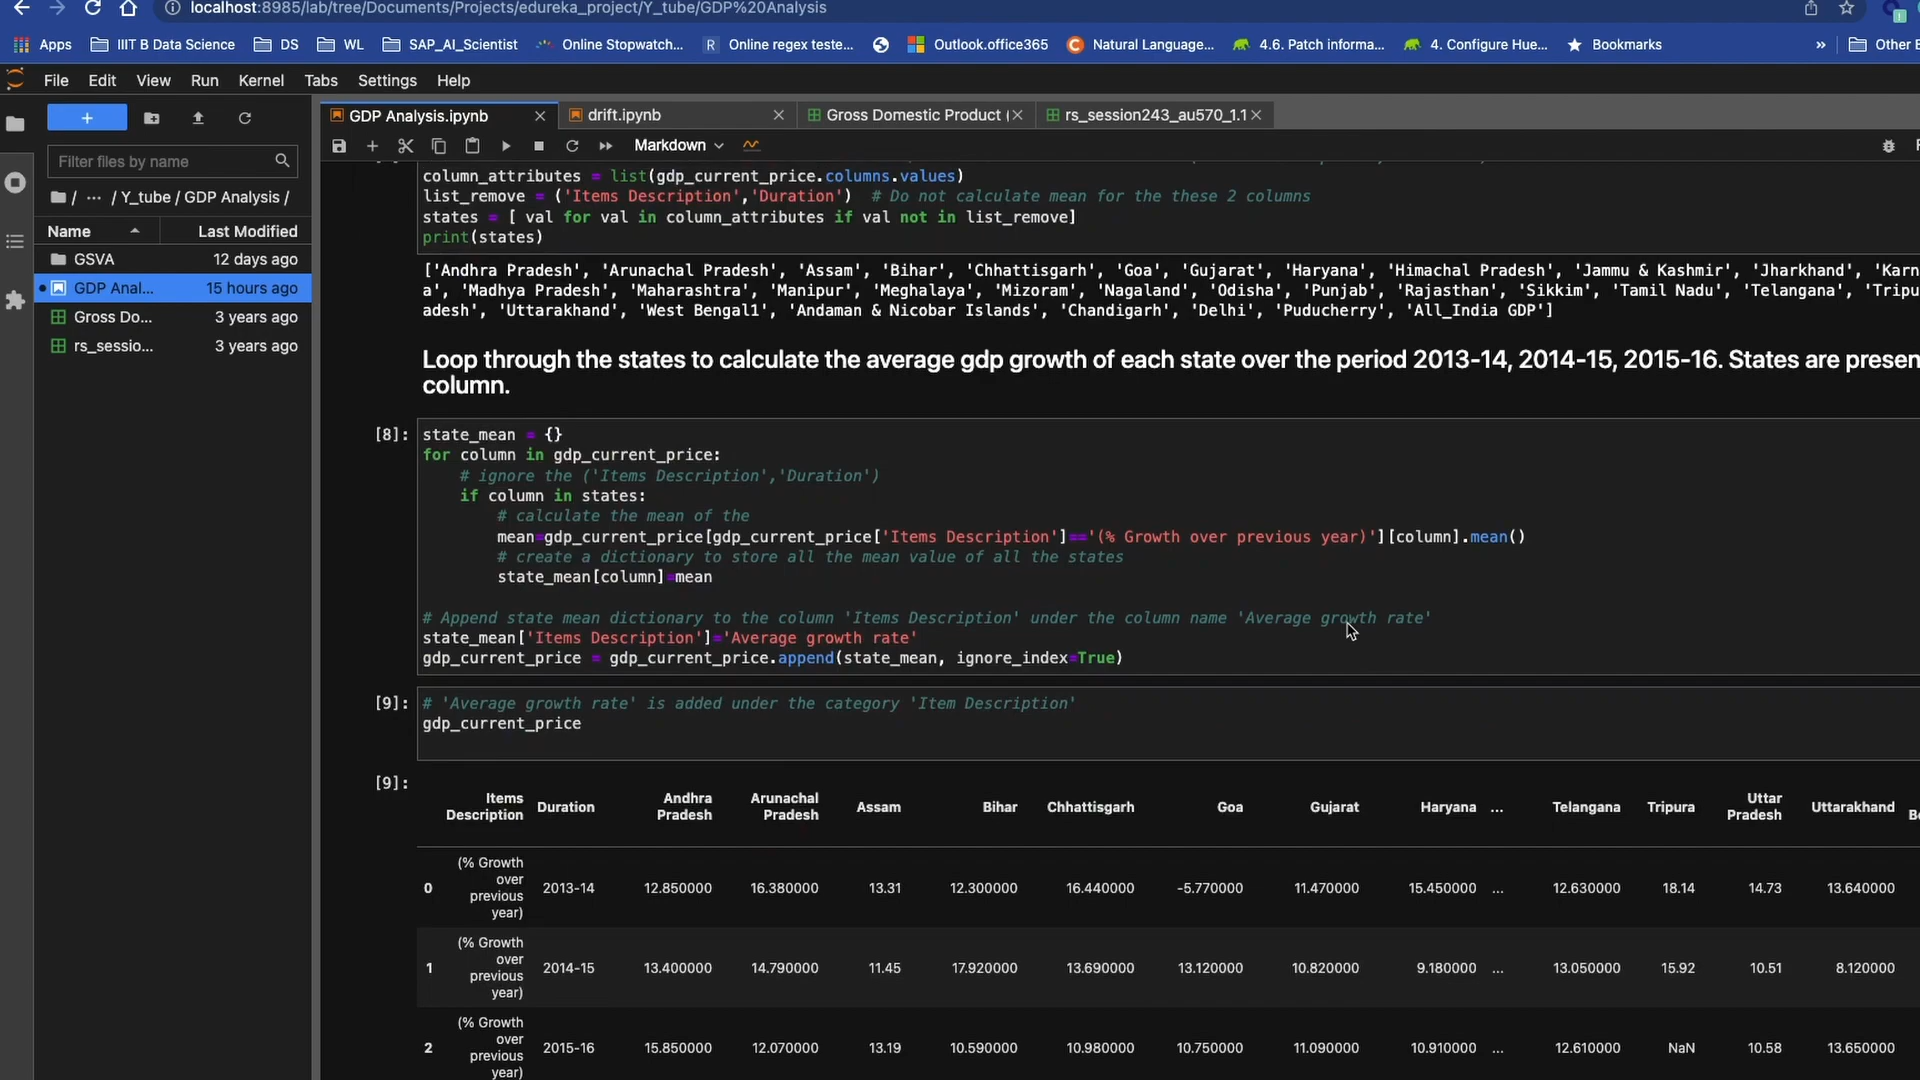 localhost:8985/lab/tree/Documents/Projects/edureka_project/Y_tube/GDP%20Analysis
Apps IIIT B Data Science DS WL SAP_AI_Scientist Online Stopwatch... R Online regex teste... Outlook.office365 C Natural Language... 4.6. Patch informa... 4. Configure Hue... Bookmarks » Other
File Edit View Run Kernel Tabs Settings Help
GDP Analysis.ipynb drift.ipynb Gross Domestic Product ( rs_session243_au570_1.1
Markdown
Filter files by name
/ ... / Y_tube / GDP Analysis /
Name Last Modified
GSVA 12 days ago
GDP Anal... 15 hours ago
Gross Do... 3 years ago
rs_sessio... 3 years ago
column_attributes = list(gdp_current_price.columns.values)
list_remove = ('Items Description','Duration') # Do not calculate mean for the these 2 columns
states = [ val for val in column_attributes if val not in list_remove]
print(states)
['Andhra Pradesh', 'Arunachal Pradesh', 'Assam', 'Bihar', 'Chhattisgarh', 'Goa', 'Gujarat', 'Haryana', 'Himachal Pradesh', 'Jammu & Kashmir', 'Jharkhand', 'Karn
a', 'Madhya Pradesh', 'Maharashtra', 'Manipur', 'Meghalaya', 'Mizoram', 'Nagaland', 'Odisha', 'Punjab', 'Rajasthan', 'Sikkim', 'Tamil Nadu', 'Telangana', 'Tripu
adesh', 'Uttarakhand', 'West Bengal1', 'Andaman & Nicobar Islands', 'Chandigarh', 'Delhi', 'Puducherry', 'All_India GDP']
Loop through the states to calculate the average gdp growth of each state over the period 2013-14, 2014-15, 2015-16. States are presen
column.
[8]: state_mean = {}
for column in gdp_current_price:
# ignore the ('Items Description','Duration')
if column in states:
# calculate the mean of the
mean=gdp_current_price[gdp_current_price['Items Description']=='(% Growth over previous year)'][column].mean()
# create a dictionary to store all the mean value of all the states
state_mean[column]=mean
# Append state mean dictionary to the column 'Items Description' under the column name 'Average growth rate'
state_mean['Items Description']='Average growth rate'
gdp_current_price = gdp_current_price.append(state_mean, ignore_index=True)
[9]: # 'Average growth rate' is added under the category 'Item Description'
gdp_current_price
[9]:
Items Description Duration Andhra Pradesh Arunachal Pradesh Assam Bihar Chhattisgarh Goa Gujarat Haryana ... Telangana Tripura Uttar Pradesh Uttarakhand
0 (% Growth over previous year) 2013-14 12.850000 16.380000 13.31 12.300000 16.440000 -5.770000 11.470000 15.450000 ... 12.630000 18.14 14.73 13.640000
1 (% Growth over previous year) 2014-15 13.400000 14.790000 11.45 17.920000 13.690000 13.120000 10.820000 9.180000 ... 13.050000 15.92 10.51 8.120000
2 (% Growth over previous year) 2015-16 15.850000 12.070000 13.19 10.590000 10.980000 10.750000 11.090000 10.910000 ... 12.610000 NaN 10.58 13.650000